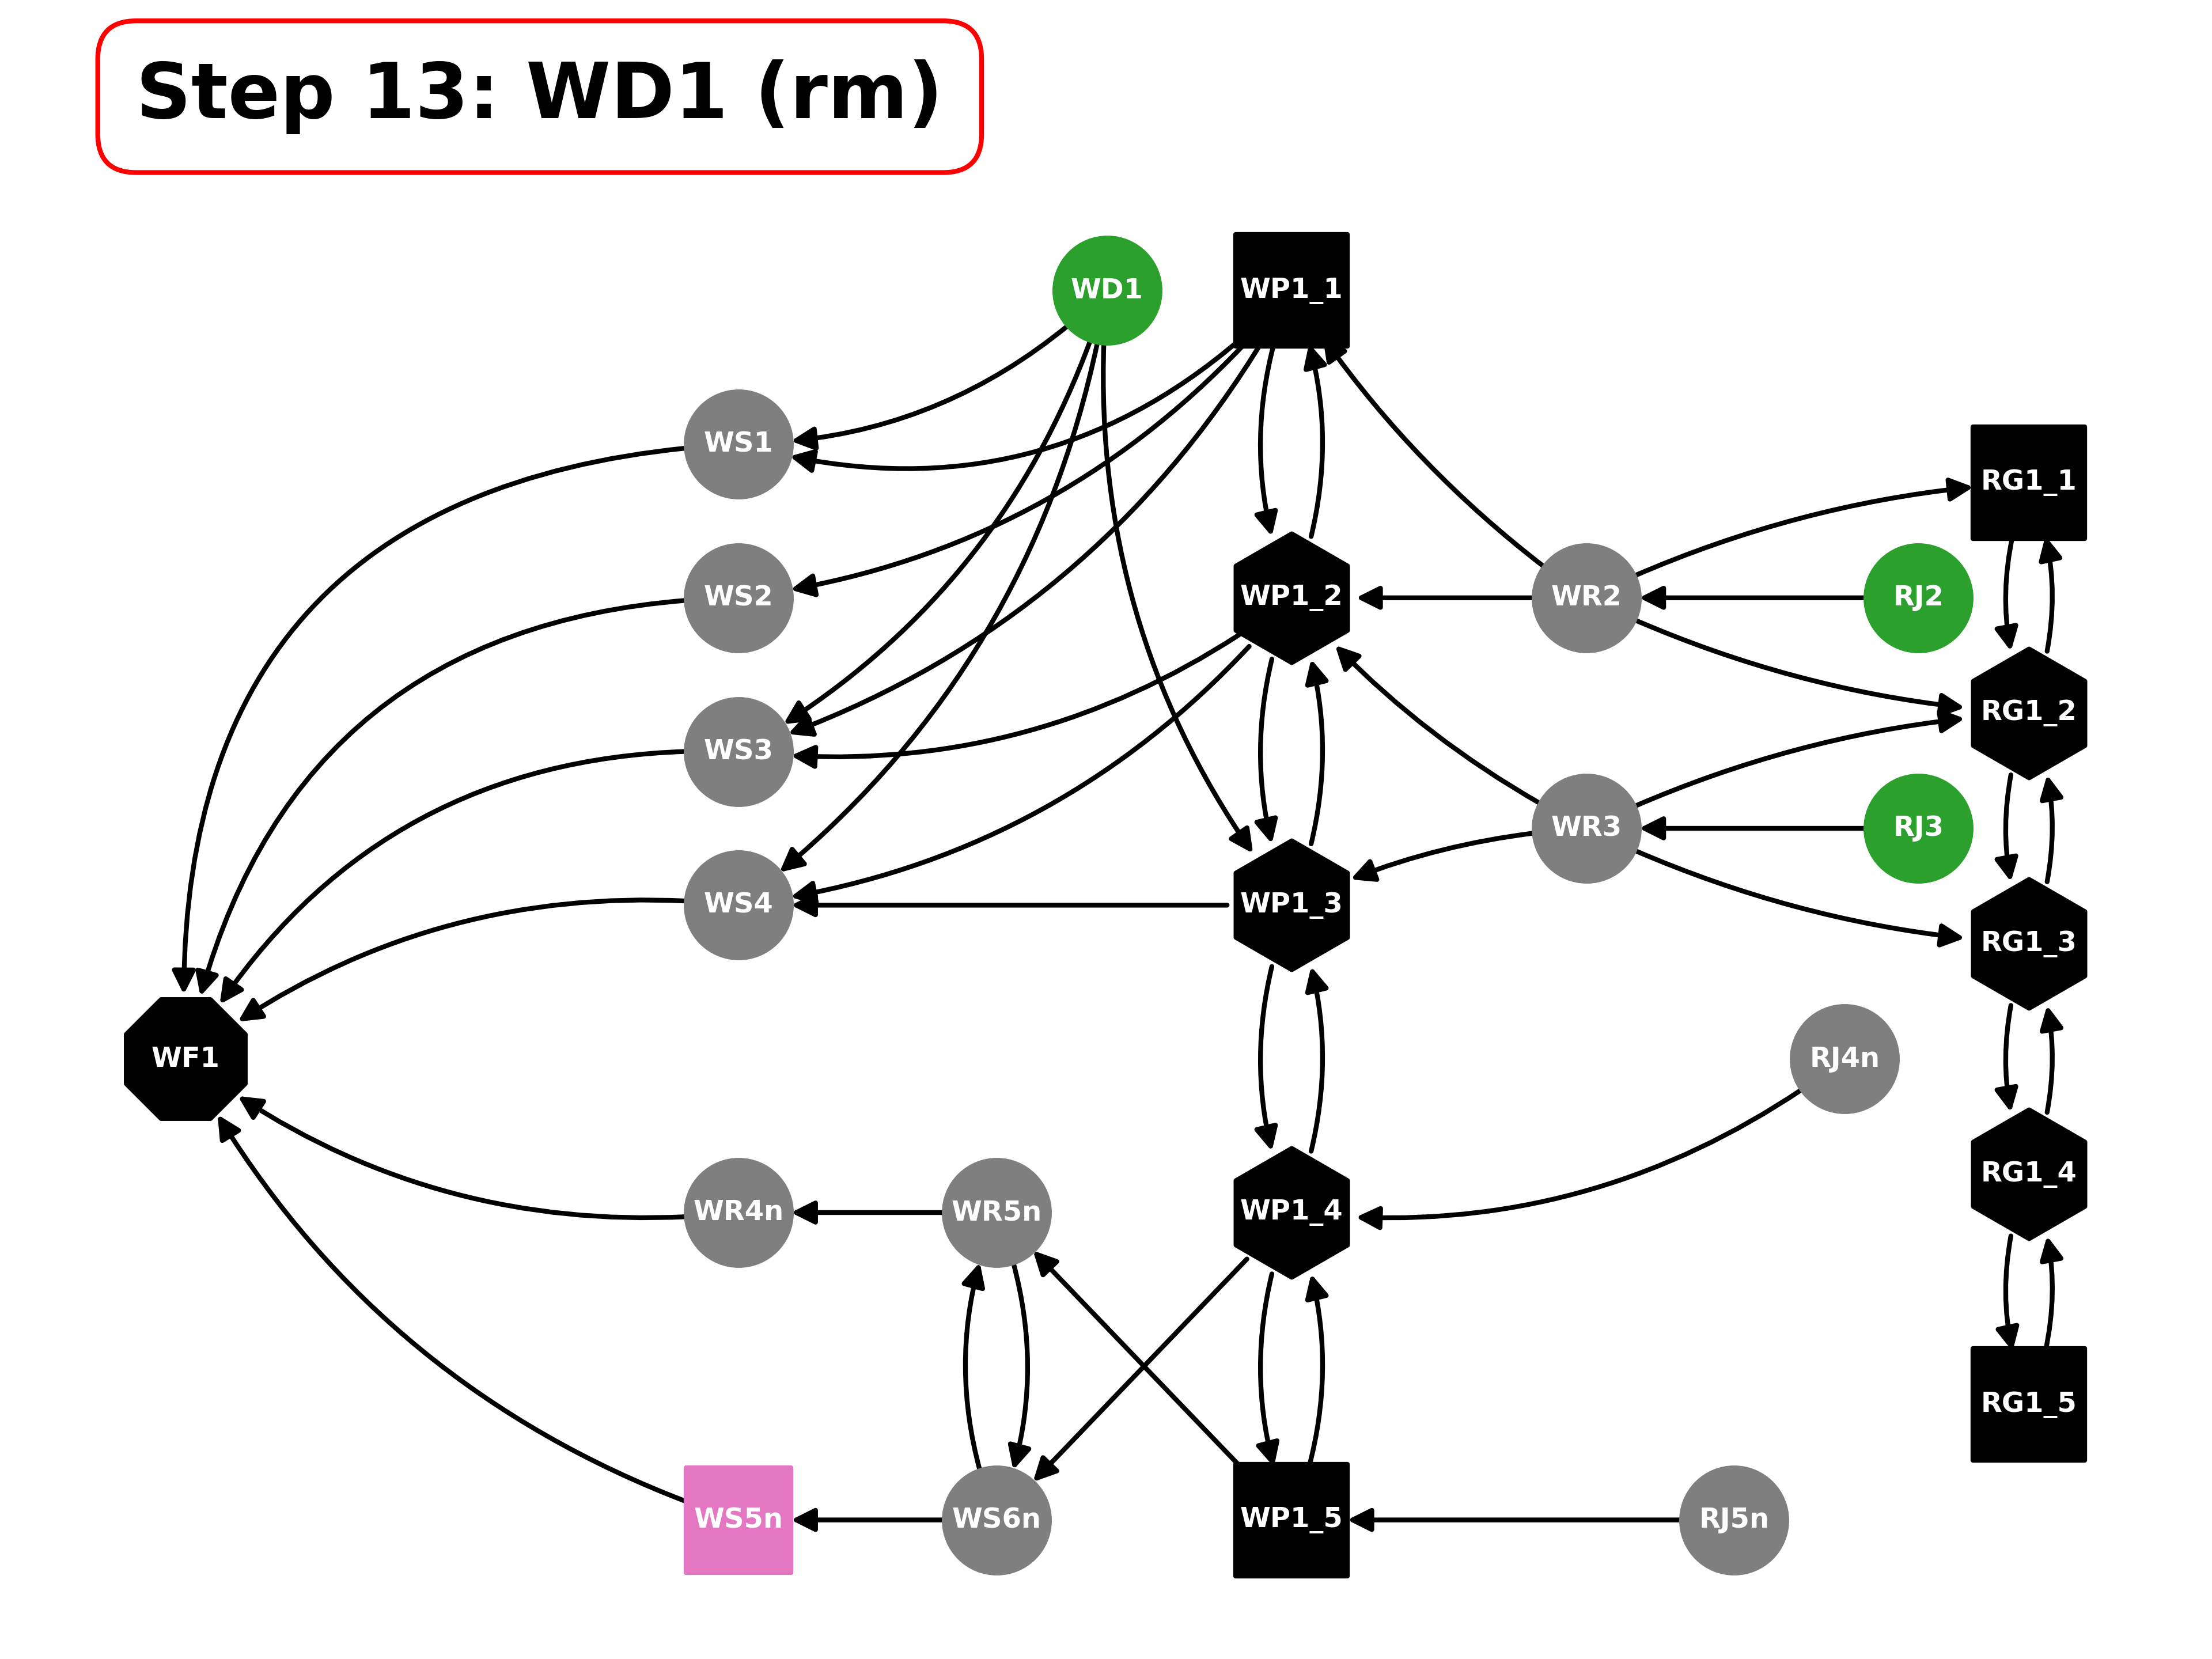 Step 13: WD1 (rm)
WD1
WP1_1
WS1
RG1_1
WS2
WP1_2
WR2
RJ2
RG1_2
WS3
WR3
RJ3
WS4
WP1_3
RG1_3
WF1
RJ4n
RG1_4
WR4n
WR5n
WP1_4
RG1_5
WS5n
WS6n
WP1_5
RJ5n